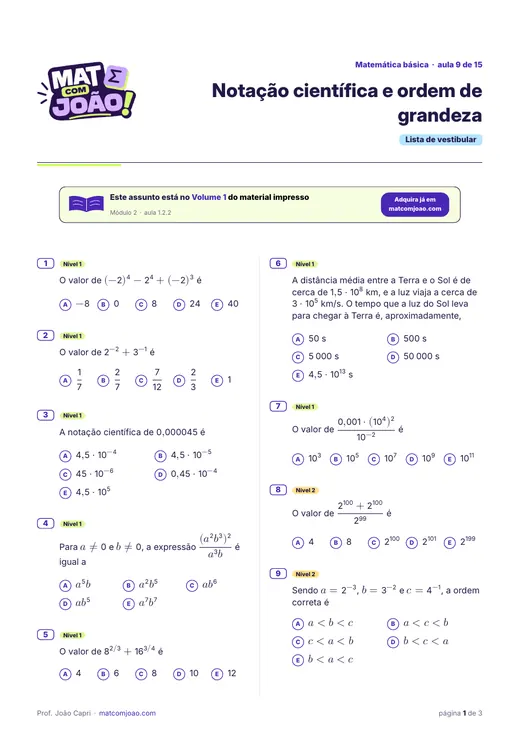 MAT Σ
COM
JOÃO!
Matemática básica · aula 9 de 15
Notação científica e ordem de
grandeza
Lista de vestibular
Este assunto está no Volume 1 do material impresso
Módulo 2 · aula 1.2.2
Adquira já em
matcomjoao.com
1 Nível 1
O valor de (−2)⁴ − 2⁴ + (−2)³ é
A −8 B 0 C 8 D 24 E 40
2 Nível 1
O valor de 2⁻² + 3⁻¹ é
A 1/7 B 2/7 C 7/12 D 2/3 E 1
3 Nível 1
A notação científica de 0,000045 é
A 4,5 · 10⁻⁴ B 4,5 · 10⁻⁵
C 45 · 10⁻⁶ D 0,45 · 10⁻⁴
E 4,5 · 10⁵
4 Nível 1
Para a ≠ 0 e b ≠ 0, a expressão (a²b³)²/a³b é
igual a
A a⁵b B a²b⁵ C ab⁶
D ab⁵ E a⁷b⁷
5 Nível 1
O valor de 8^(2/3) + 16^(3/4) é
A 4 B 6 C 8 D 10 E 12
6 Nível 1
A distância média entre a Terra e o Sol é de
cerca de 1,5 · 10⁸ km, e a luz viaja a cerca de
3 · 10⁵ km/s. O tempo que a luz do Sol leva
para chegar à Terra é, aproximadamente,
A 50 s B 500 s
C 5 000 s D 50 000 s
E 4,5 · 10¹³ s
7 Nível 1
O valor de 0,001 · (10⁴)²/10⁻² é
A 10³ B 10⁵ C 10⁷ D 10⁹ E 10¹¹
8 Nível 2
O valor de (2¹⁰⁰ + 2¹⁰⁰)/2⁹⁹ é
A 4 B 8 C 2¹⁰⁰ D 2¹⁰¹ E 2¹⁹⁹
9 Nível 2
Sendo a = 2⁻³, b = 3⁻² e c = 4⁻¹, a ordem
correta é
A a < b < c B a < c < b
C c < a < b D b < c < a
E b < a < c
Prof. João Capri · matcomjoao.com
página 1 de 3